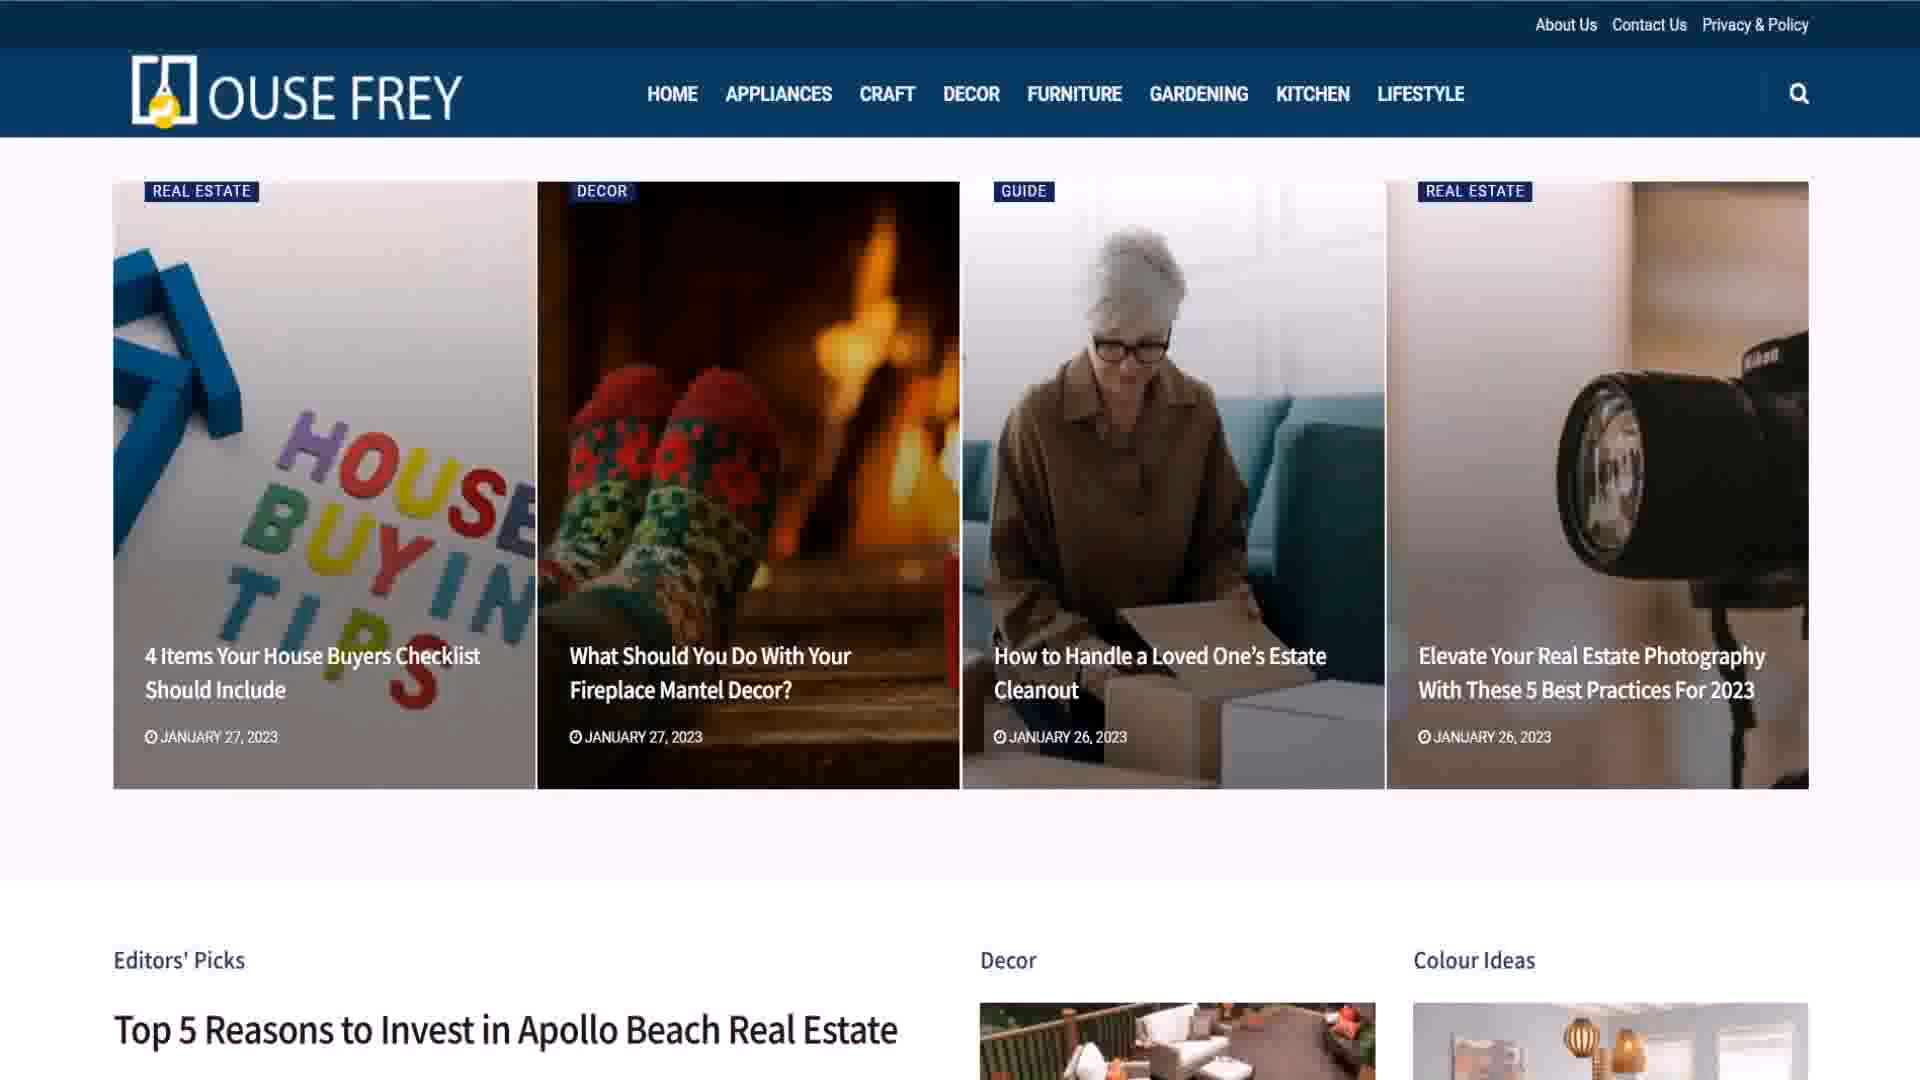 About Us Contact Us Privacy & Policy
OUSE FREY
HOME APPLIANCES CRAFT DECOR FURNITURE GARDENING KITCHEN LIFESTYLE
REAL ESTATE
HOUSE
BUYIN
TIPS
4 Items Your House Buyers Checklist
Should Include
JANUARY 27, 2023
DECOR
What Should You Do With Your
Fireplace Mantel Decor?
JANUARY 27, 2023
GUIDE
How to Handle a Loved One’s Estate
Cleanout
JANUARY 26, 2023
REAL ESTATE
Nikon
Elevate Your Real Estate Photography
With These 5 Best Practices For 2023
JANUARY 26, 2023
Editors' Picks
Top 5 Reasons to Invest in Apollo Beach Real Estate
Decor
Colour Ideas